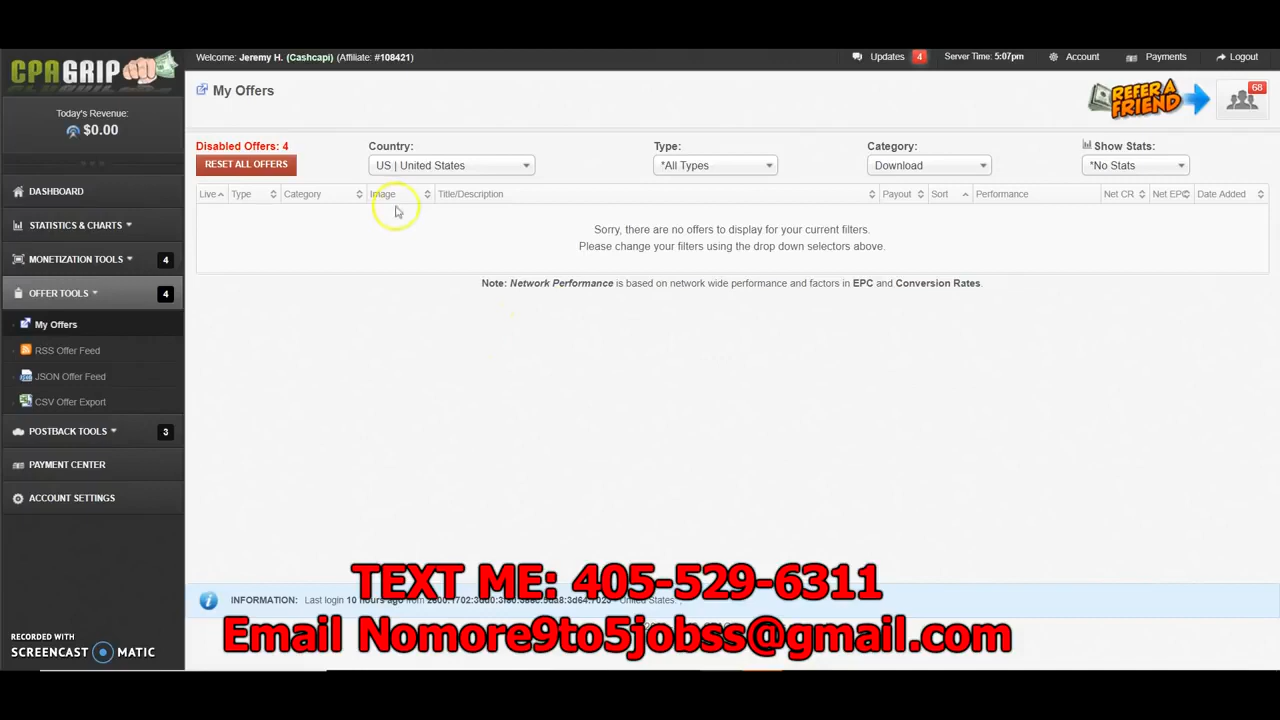 CPAGRIP
Welcome: Jeremy H. (Cashcapi) (Affiliate: #108421)
Updates 4
Server Time: 5:07pm
Account
Payments
Logout
Today's Revenue:
$0.00
My Offers
REFER A FRIEND
68
Disabled Offers: 4
RESET ALL OFFERS
Country:
US | United States
Type:
*All Types
Category:
Download
Show Stats:
*No Stats
Live Type Category Image Title/Description Payout Sort Performance Net CR Net EPC Date Added
Sorry, there are no offers to display for your current filters.
Please change your filters using the drop down selectors above.
Note: Network Performance is based on network wide performance and factors in EPC and Conversion Rates.
DASHBOARD
STATISTICS & CHARTS
MONETIZATION TOOLS 4
OFFER TOOLS 4
My Offers
RSS Offer Feed
JSON Offer Feed
CSV Offer Export
POSTBACK TOOLS 3
PAYMENT CENTER
ACCOUNT SETTINGS
TEXT ME: 405-529-6311
INFORMATION: Last login 10 hours ago from United States.
Email Nomore9to5jobss@gmail.com
RECORDED WITH
SCREENCAST MATIC